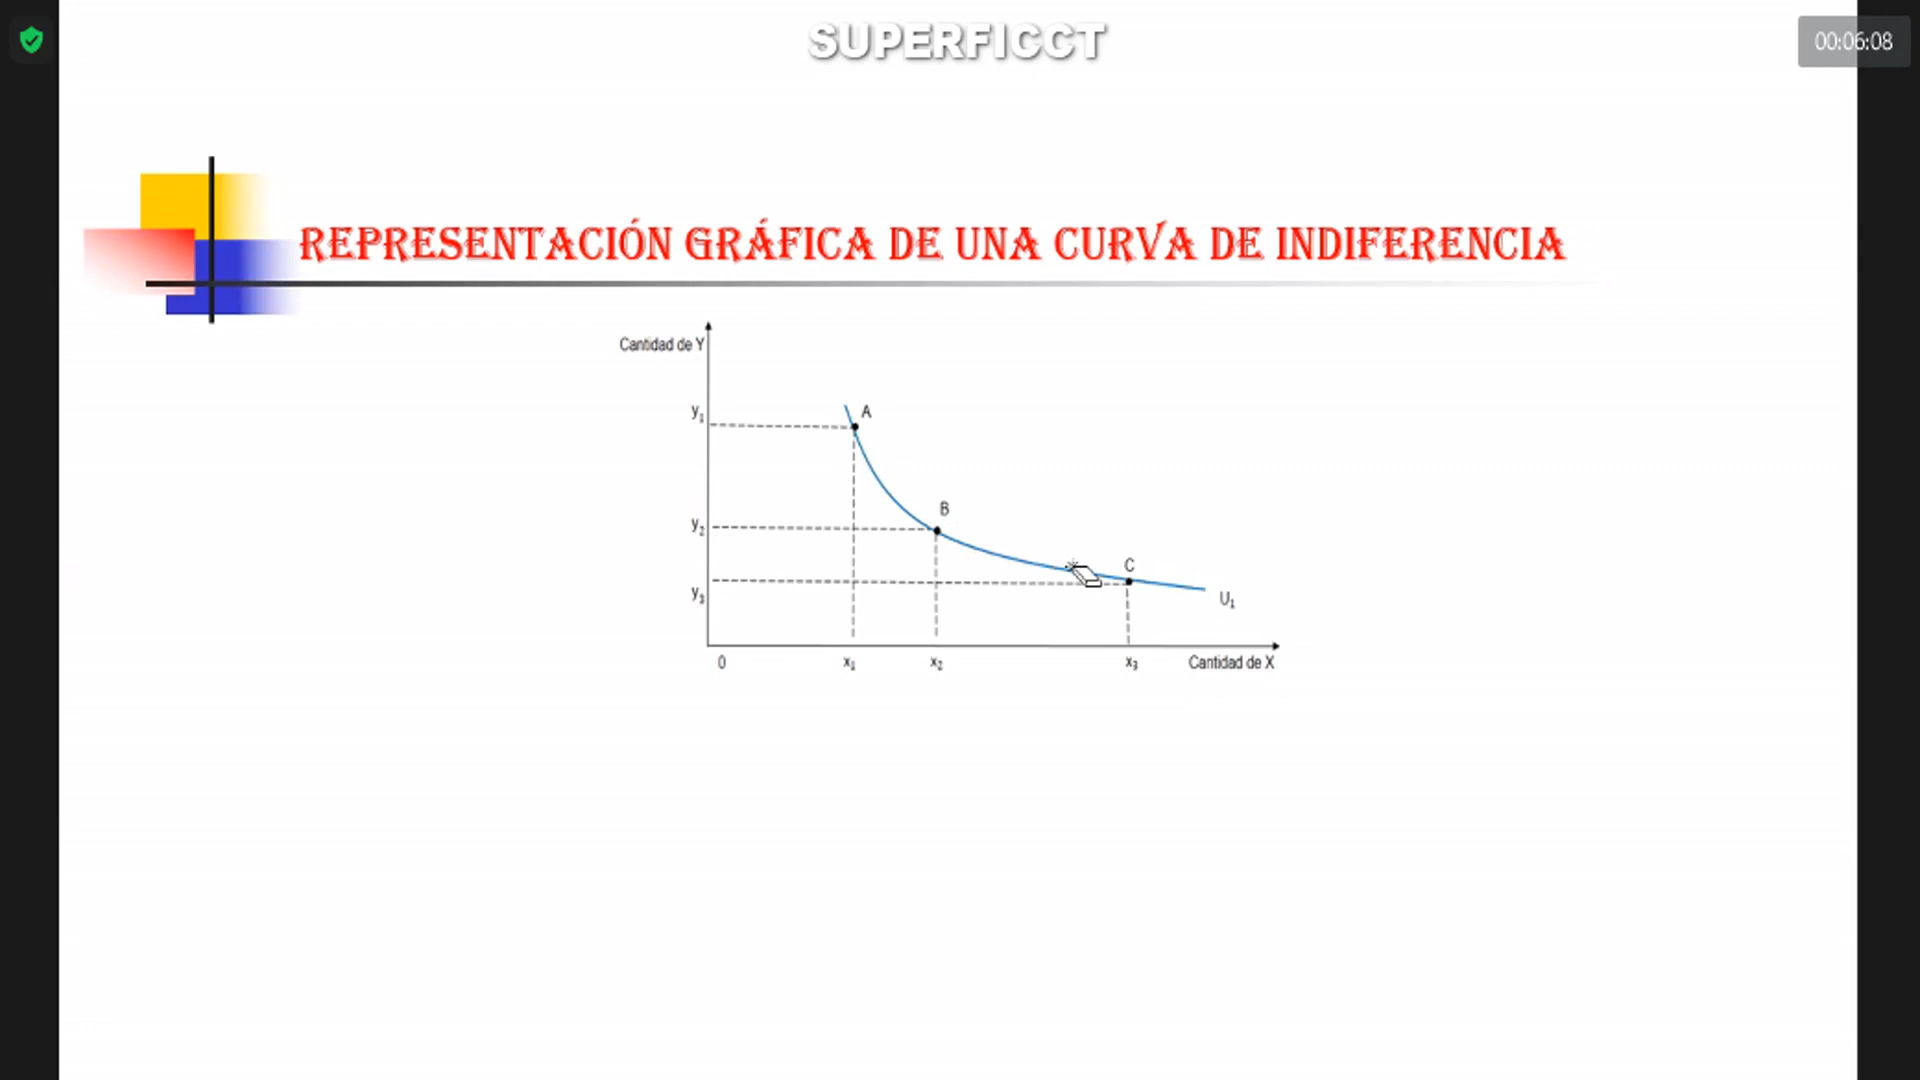 SUPERFICCT
00:06:08
REPRESENTACIÓN GRÁFICA DE UNA CURVA DE INDIFERENCIA
Cantidad de Y
y₁
A
B
y₂
C
y₃
U₁
0
x₁
x₂
x₃
Cantidad de X